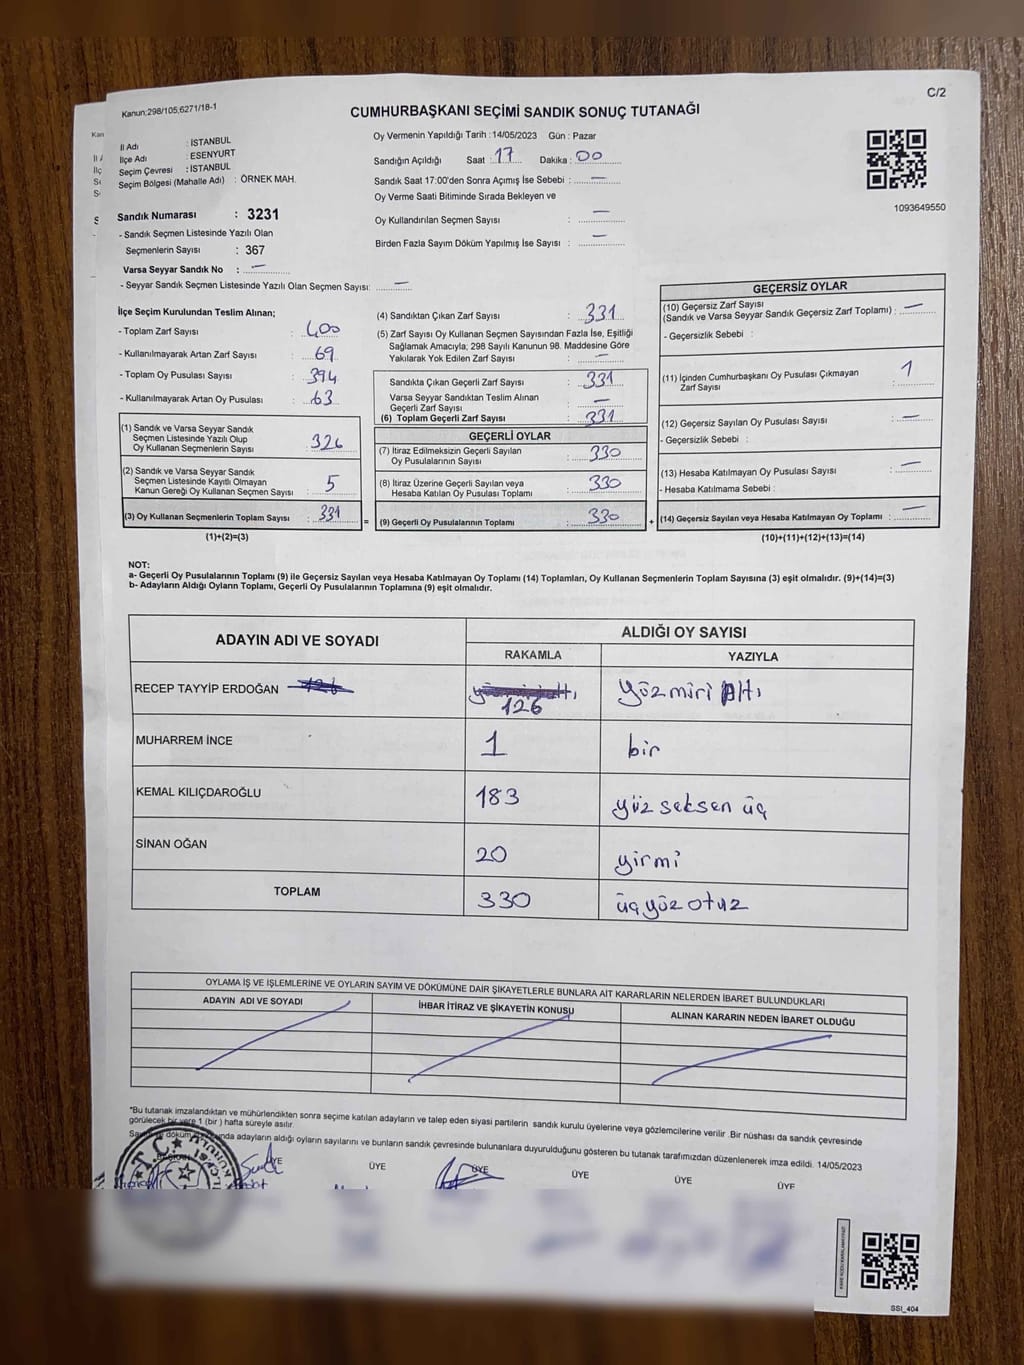 C/2
Kanun;298/105;6271/18-1
CUMHURBAŞKANI SEÇİMİ SANDIK SONUÇ TUTANAĞI
İl Adı : İSTANBUL
İlçe Adı : ESENYURT
Seçim Çevresi : İSTANBUL
Seçim Bölgesi (Mahalle Adı) : ÖRNEK MAH.
Sandık Numarası : 3231
- Sandık Seçmen Listesinde Yazılı Olan
Seçmenlerin Sayısı : 367
Varsa Seyyar Sandık No : —
- Seyyar Sandık Seçmen Listesinde Yazılı Olan Seçmen Sayısı: —
Oy Vermenin Yapıldığı Tarih :14/05/2023 Gün : Pazar
Sandığın Açıldığı Saat : 17 Dakika : 00
Sandık Saat 17:00'den Sonra Açımış İse Sebebi : —
Oy Verme Saati Bitiminde Sırada Bekleyen ve
Oy Kullandırılan Seçmen Sayısı : —
Birden Fazla Sayım Döküm Yapılmış İse Sayısı : —
1093649550
İlçe Seçim Kurulundan Teslim Alınan;
- Toplam Zarf Sayısı : 400
- Kullanılmayarak Artan Zarf Sayısı : 69
- Toplam Oy Pusulası Sayısı : 394
- Kullanılmayarak Artan Oy Pusulası : 63
(1) Sandık ve Varsa Seyyar Sandık
Seçmen Listesinde Yazılı Olup
Oy Kullanan Seçmenlerin Sayısı : 326
(2) Sandık ve Varsa Seyyar Sandık
Seçmen Listesinde Kayıtlı Olmayan
Kanun Gereği Oy Kullanan Seçmen Sayısı : 5
(3) Oy Kullanan Seçmenlerin Toplam Sayısı : 331
(1)+(2)=(3)
(4) Sandıktan Çıkan Zarf Sayısı : 331
(5) Zarf Sayısı Oy Kullanan Seçmen Sayısından Fazla İse, Eşitliği
Sağlamak Amacıyla; 298 Sayılı Kanunun 98. Maddesine Göre
Yakılarak Yok Edilen Zarf Sayısı : —
Sandıkta Çıkan Geçerli Zarf Sayısı : 331
Varsa Seyyar Sandıktan Teslim Alınan
Geçerli Zarf Sayısı : —
(6) Toplam Geçerli Zarf Sayısı : 331
GEÇERLİ OYLAR
(7) İtiraz Edilmeksizin Geçerli Sayılan
Oy Pusulalarının Sayısı : 330
(8) İtiraz Üzerine Geçerli Sayılan veya
Hesaba Katılan Oy Pusulası Toplamı : 330
= (9) Geçerli Oy Pusulalarının Toplamı : 330
GEÇERSİZ OYLAR
(10) Geçersiz Zarf Sayısı
(Sandık ve Varsa Seyyar Sandık Geçersiz Zarf Toplamı) : —
- Geçersizlik Sebebi :
(11) İçinden Cumhurbaşkanı Oy Pusulası Çıkmayan
Zarf Sayısı : 1
(12) Geçersiz Sayılan Oy Pusulası Sayısı : —
- Geçersizlik Sebebi :
(13) Hesaba Katılmayan Oy Pusulası Sayısı : —
- Hesaba Katılmama Sebebi :
+ (14) Geçersiz Sayılan veya Hesaba Katılmayan Oy Toplamı : —
(10)+(11)+(12)+(13)=(14)
NOT:
a- Geçerli Oy Pusulalarının Toplamı (9) ile Geçersiz Sayılan veya Hesaba Katılmayan Oy Toplamı (14) Toplamları, Oy Kullanan Seçmenlerin Toplam Sayısına (3) eşit olmalıdır. (9)+(14)=(3)
b- Adayların Aldığı Oyların Toplamı, Geçerli Oy Pusulalarının Toplamına (9) eşit olmalıdır.
ADAYIN ADI VE SOYADI
ALDIĞI OY SAYISI
RAKAMLA YAZIYLA
RECEP TAYYİP ERDOĞAN 126 yüzmiri Altı
MUHARREM İNCE 1 bir
KEMAL KILIÇDAROĞLU 183 yüz seksen üç
SİNAN OĞAN 20 yirmi
TOPLAM 330 üçyüz otuz
OYLAMA İŞ VE İŞLEMLERİNE VE OYLARIN SAYIM VE DÖKÜMÜNE DAİR ŞİKAYETLERLE BUNLARA AİT KARARLARIN NELERDEN İBARET BULUNDUKLARI
ADAYIN ADI VE SOYADI İHBAR İTİRAZ VE ŞİKAYETİN KONUSU ALINAN KARARIN NEDEN İBARET OLDUĞU
*Bu tutanak imzalandıktan ve mühürlendikten sonra seçime katılan adayların ve talep eden siyasi partilerin sandık kurulu üyelerine veya gözlemcilerine verilir .Bir nüshası da sandık çevresinde
görülecek bir yere 1 (bir ) hafta süreyle asılır.
döküm adayların aldığı oyların sayılarını ve bunların sandık çevresinde bulunanlara duyurulduğunu gösteren bu tutanak tarafımızdan düzenlenerek imza edildi. 14/05/2023
ÜYE ÜYE ÜYE ÜYE ÜYE ÜYE
T.C.
SSI_404